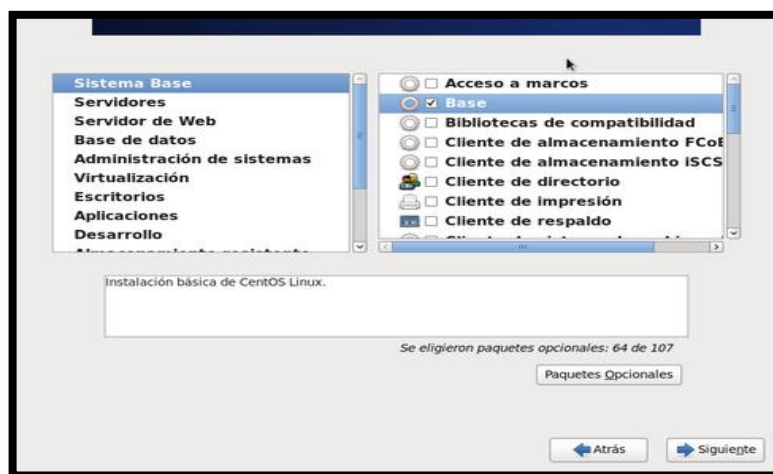 Sistema Base
Servidores
Servidor de Web
Base de datos
Administración de sistemas
Virtualización
Escritorios
Aplicaciones
Desarrollo
Acceso a marcos
Base
Bibliotecas de compatibilidad
Cliente de almacenamiento FCoE
Cliente de almacenamiento iSCS
Cliente de directorio
Cliente de impresión
Cliente de respaldo
Instalación básica de CentOS Linux.
Se eligieron paquetes opcionales: 64 de 107
Paquetes Opcionales
Atrás
Siguiente